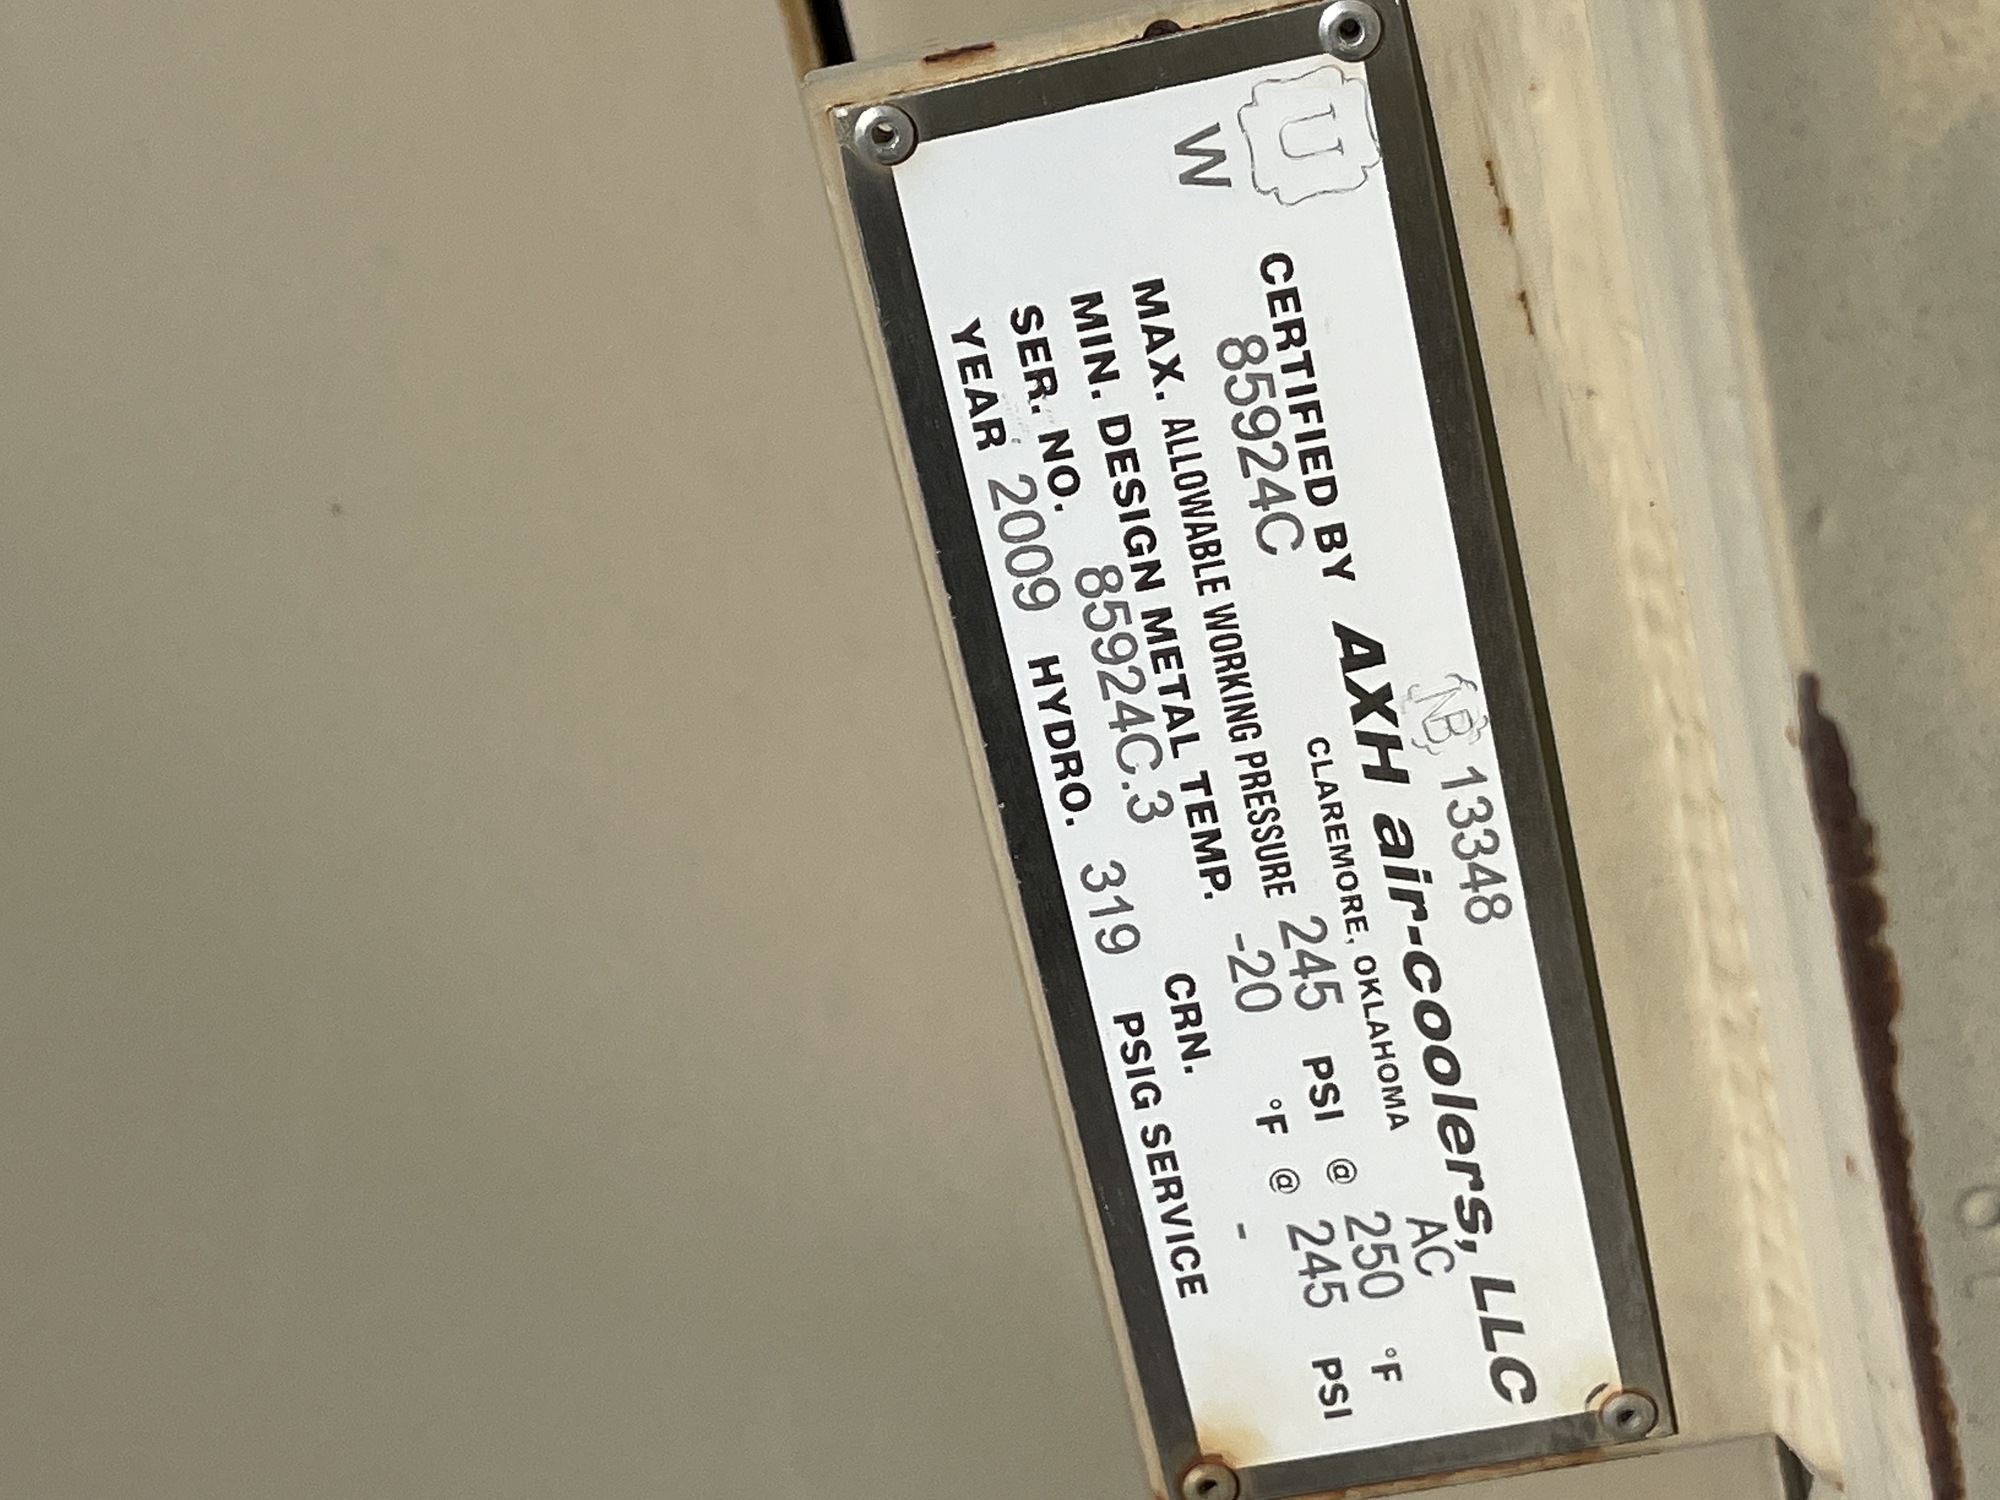 U
W
NB 13348
CERTIFIED BY AXH air-coolers, LLC
85924C CLAREMORE, OKLAHOMA AC
MAX. ALLOWABLE WORKING PRESSURE 245 PSI @ 250 °F
MIN. DESIGN METAL TEMP. -20 °F @ 245 PSI
SER. NO. 85924C.3 CRN. -
YEAR 2009 HYDRO. 319 PSIG SERVICE